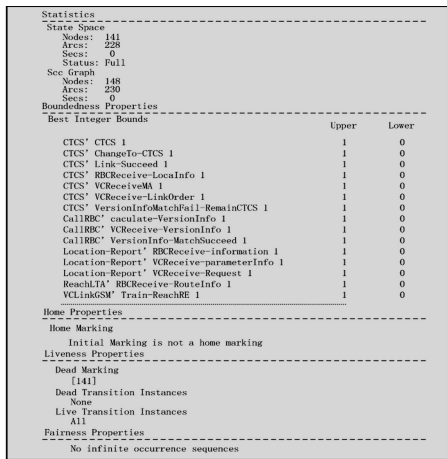 Statistics
State Space
Nodes: 141
Arcs: 228
Secs: 0
Status: Full
Scc Graph
Nodes: 148
Arcs: 230
Secs: 0
Boundedness Properties
Best Integer Bounds
Upper Lower
CTCS' CTCS 1 1 0
CTCS' ChangeTo-CTCS 1 1 0
CTCS' Link-Succeed 1 1 0
CTCS' RBCReceive-LocaInfo 1 1 0
CTCS' VCReceiveMA 1 1 0
CTCS' VCReceive-LinkOrder 1 1 0
CTCS' VersionInfoMatchFail-RemainCTCS 1 1 0
CallRBC' caculate-VersionInfo 1 1 0
CallRBC' VCReceive-VersionInfo 1 1 0
CallRBC' VersionInfo-MatchSucceed 1 1 0
Location-Report' RBCReceive-information 1 1 0
Location-Report' VCReceive-parameterInfo 1 1 0
Location-Report' VCReceive-Request 1 1 0
ReachLTA' RBCReceive-RouteInfo 1 1 0
VCLinkGSM' Train-ReachRE 1 1 0
Home Properties
Home Marking
Initial Marking is not a home marking
Liveness Properties
Dead Marking
[141]
Dead Transition Instances
None
Live Transition Instances
All
Fairness Properties
No infinite occurrence sequences